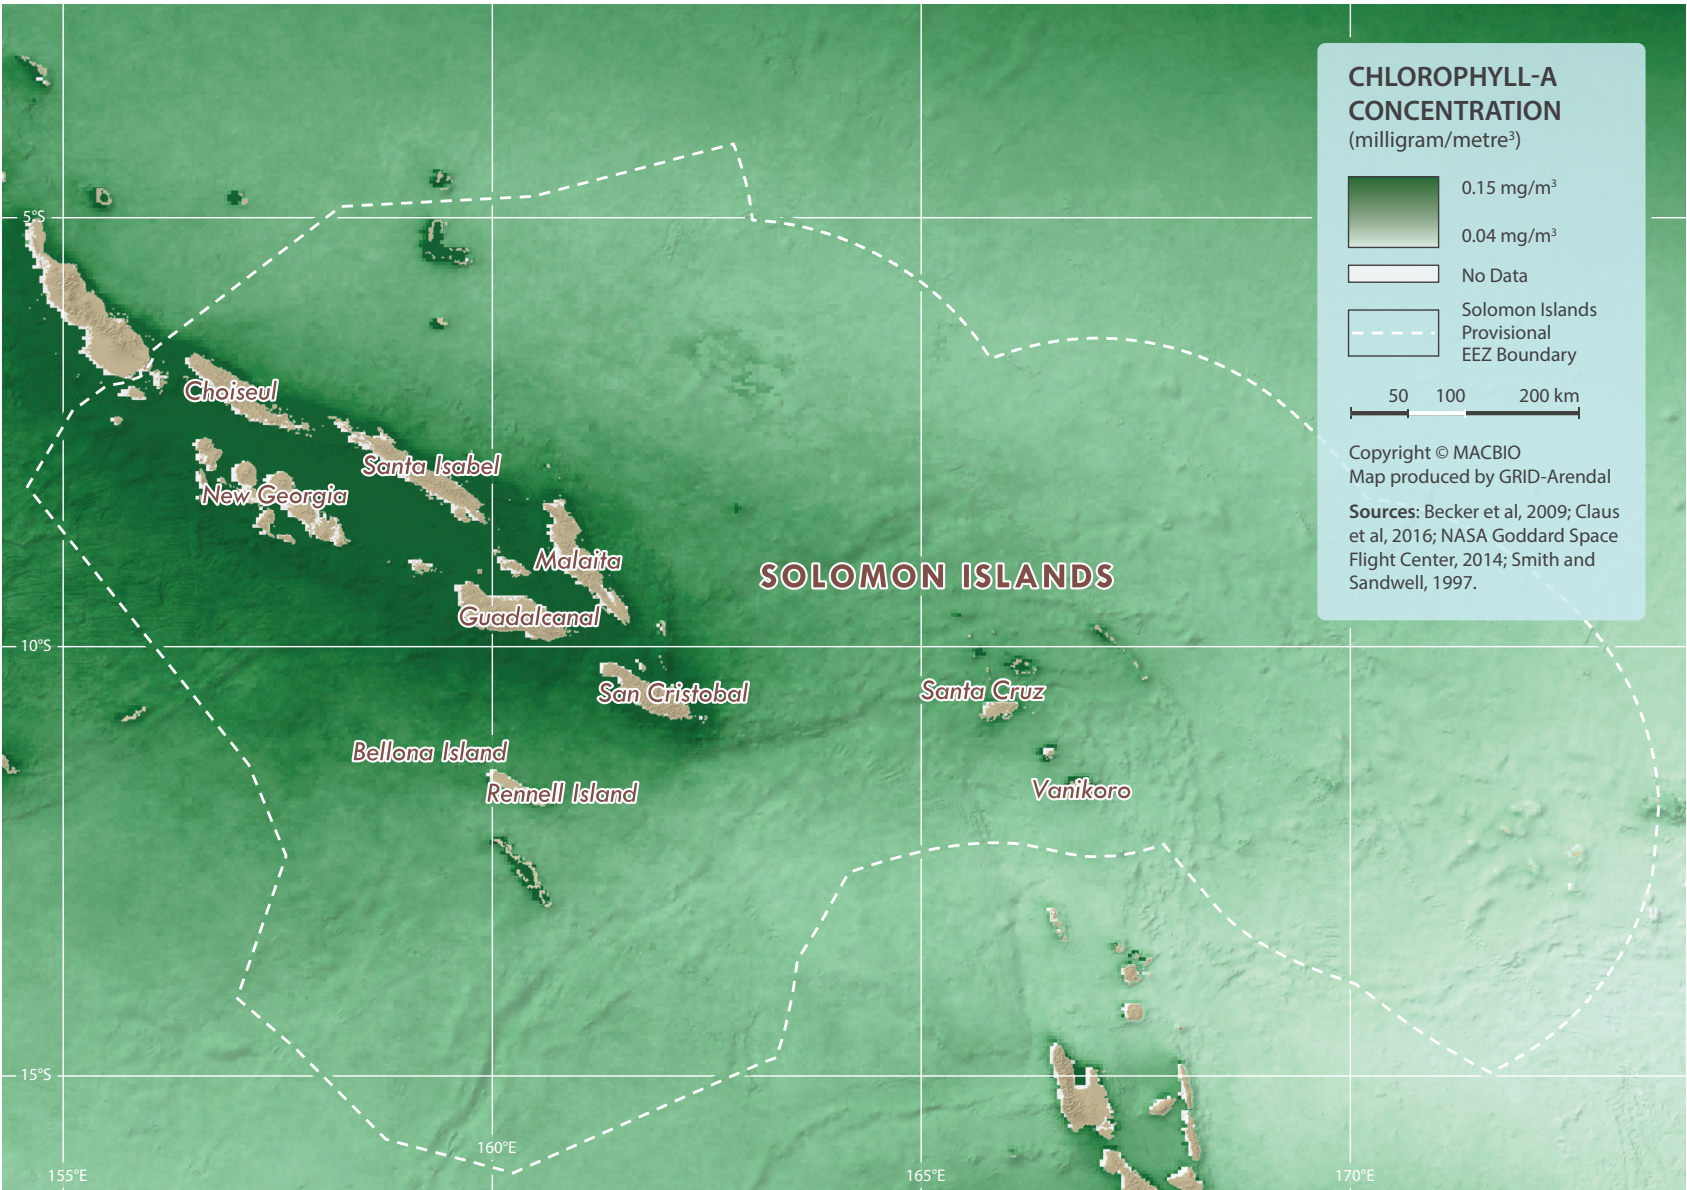 CHLOROPHYLL-A
CONCENTRATION
(milligram/metre³)
0.15 mg/m³
0.04 mg/m³
No Data
Solomon Islands
Provisional
EEZ Boundary
50 100 200 km
Copyright © MACBIO
Map produced by GRID-Arendal
Sources: Becker et al, 2009; Claus
et al, 2016; NASA Goddard Space
Flight Center, 2014; Smith and
Sandwell, 1997.
5°S
Choiseul
Santa Isabel
New Georgia
Malaita
SOLOMON ISLANDS
Guadalcanal
10°S
San Cristobal
Santa Cruz
Bellona Island
Rennell Island
Vanikoro
15°S
160°E
155°E
165°E
170°E